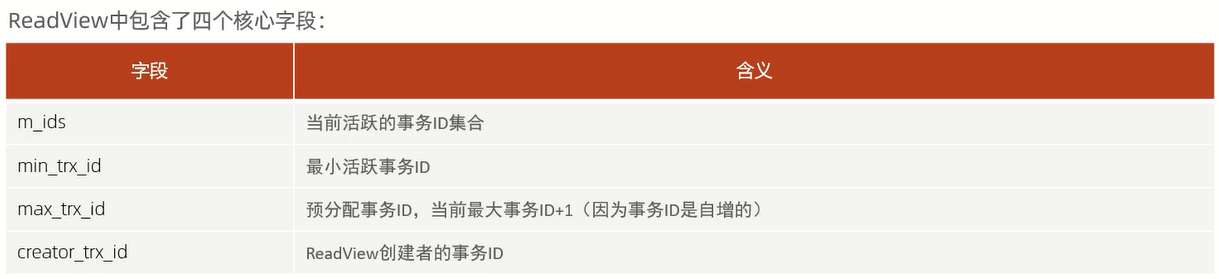 ReadView中包含了四个核心字段：
字段 含义
m_ids 当前活跃的事务ID集合
min_trx_id 最小活跃事务ID
max_trx_id 预分配事务ID，当前最大事务ID+1（因为事务ID是自增的）
creator_trx_id ReadView创建者的事务ID